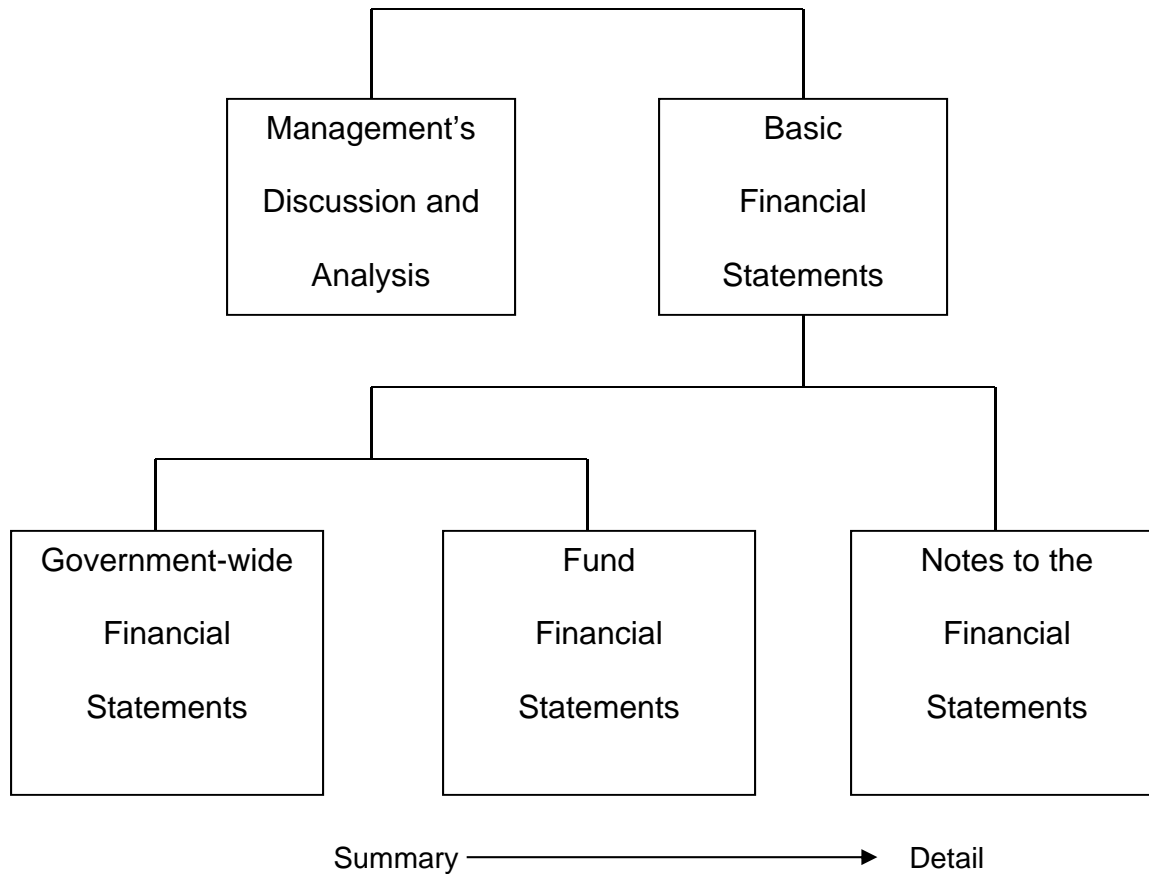 Management’s
Discussion and
Analysis
Basic
Financial
Statements
Government-wide
Financial
Statements
Fund
Financial
Statements
Notes to the
Financial
Statements
Summary
Detail